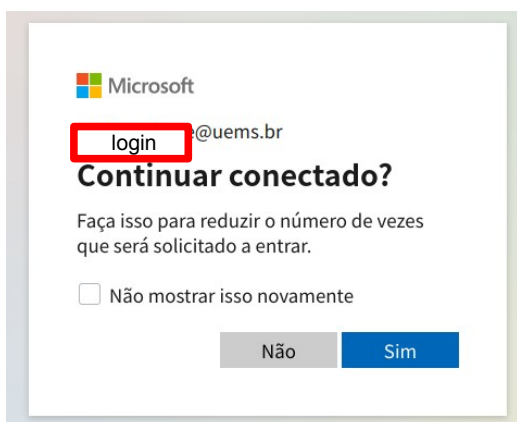 Microsoft
login e@uems.br
Continuar conectado?
Faça isso para reduzir o número de vezes
que será solicitado a entrar.
Não mostrar isso novamente
Não Sim